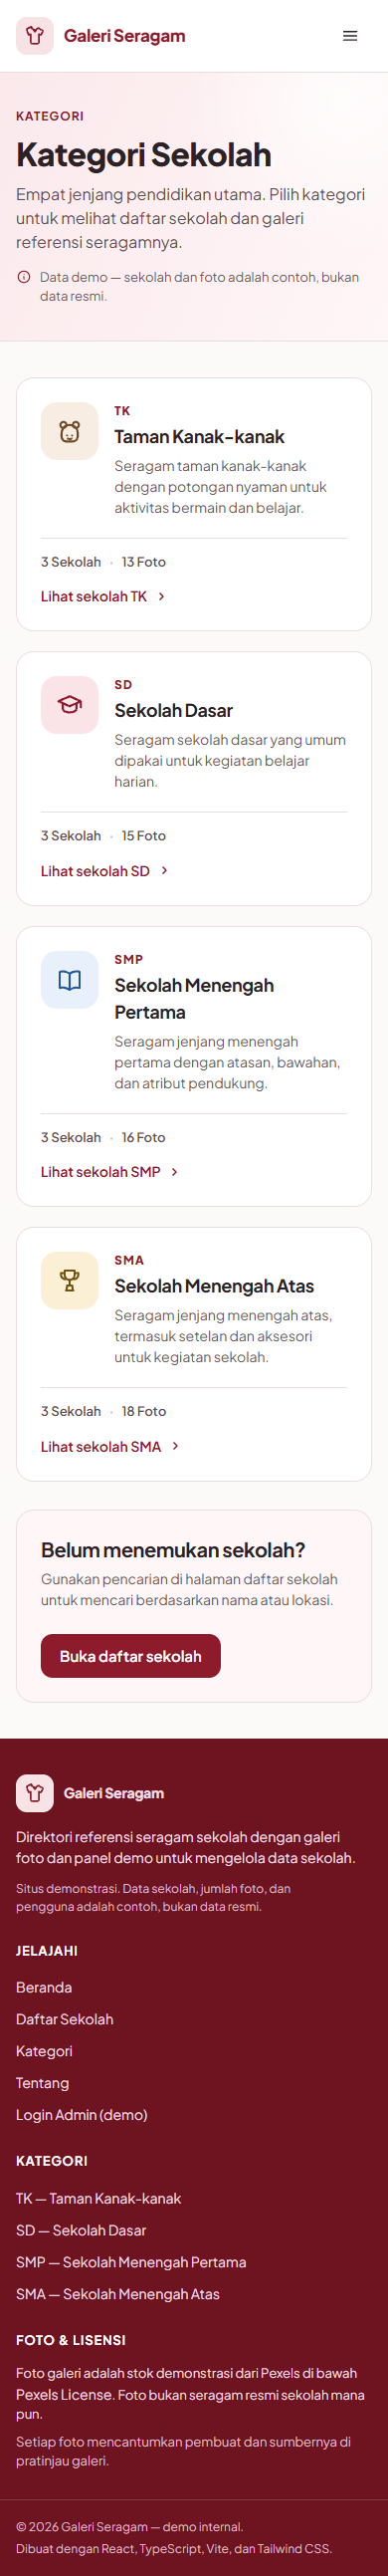 Galeri Seragam
KATEGORI
Kategori Sekolah
Empat jenjang pendidikan utama. Pilih kategori
untuk melihat daftar sekolah dan galeri
referensi seragamnya.
Data demo — sekolah dan foto adalah contoh, bukan
data resmi.
TK
Taman Kanak-kanak
Seragam taman kanak-kanak
dengan potongan nyaman untuk
aktivitas bermain dan belajar.
3 Sekolah · 13 Foto
Lihat sekolah TK
SD
Sekolah Dasar
Seragam sekolah dasar yang umum
dipakai untuk kegiatan belajar
harian.
3 Sekolah · 15 Foto
Lihat sekolah SD
SMP
Sekolah Menengah
Pertama
Seragam jenjang menengah
pertama dengan atasan, bawahan,
dan atribut pendukung.
3 Sekolah · 16 Foto
Lihat sekolah SMP
SMA
Sekolah Menengah Atas
Seragam jenjang menengah atas,
termasuk setelan dan aksesori
untuk kegiatan sekolah.
3 Sekolah · 18 Foto
Lihat sekolah SMA
Belum menemukan sekolah?
Gunakan pencarian di halaman daftar sekolah
untuk mencari berdasarkan nama atau lokasi.
Buka daftar sekolah
Galeri Seragam
Direktori referensi seragam sekolah dengan galeri
foto dan panel demo untuk mengelola data sekolah.
Situs demonstrasi. Data sekolah, jumlah foto, dan
pengguna adalah contoh, bukan data resmi.
JELAJAHI
Beranda
Daftar Sekolah
Kategori
Tentang
Login Admin (demo)
KATEGORI
TK — Taman Kanak-kanak
SD — Sekolah Dasar
SMP — Sekolah Menengah Pertama
SMA — Sekolah Menengah Atas
FOTO & LISENSI
Foto galeri adalah stok demonstrasi dari Pexels di bawah
Pexels License. Foto bukan seragam resmi sekolah mana
pun.
Setiap foto mencantumkan pembuat dan sumbernya di
pratinjau galeri.
© 2026 Galeri Seragam — demo internal.
Dibuat dengan React, TypeScript, Vite, dan Tailwind CSS.